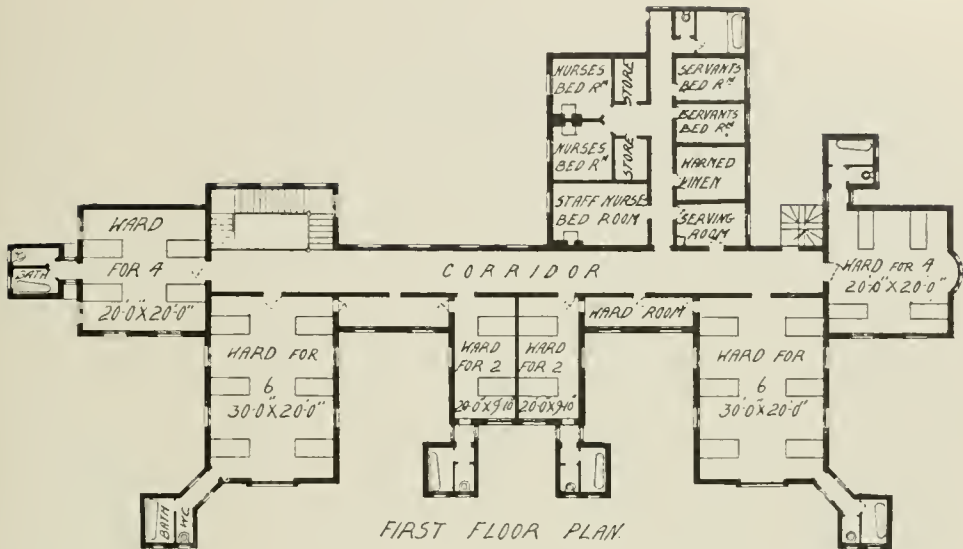 NURSES
BED RM
STORE
SERVANTS
BED RM
SERVANTS
BED RM
NURSES
BED RM
STORE
WARMED
LINEN
STAFF NURSES
BED ROOM
SERVING
ROOM
WARD
FOR 4
20'.0"X20'.0"
BATH
CORRIDOR
WARD FOR 4
20'.0"X20'.0"
WARD FOR
6
30'.0"X20'.0"
WARD
FOR 2
20'.0"X9'.10"
WARD
FOR 2
20'.0"X9'.10"
WARD ROOM
WARD FOR
6
30'.0"X20'.0"
BATH
WC
FIRST FLOOR PLAN.